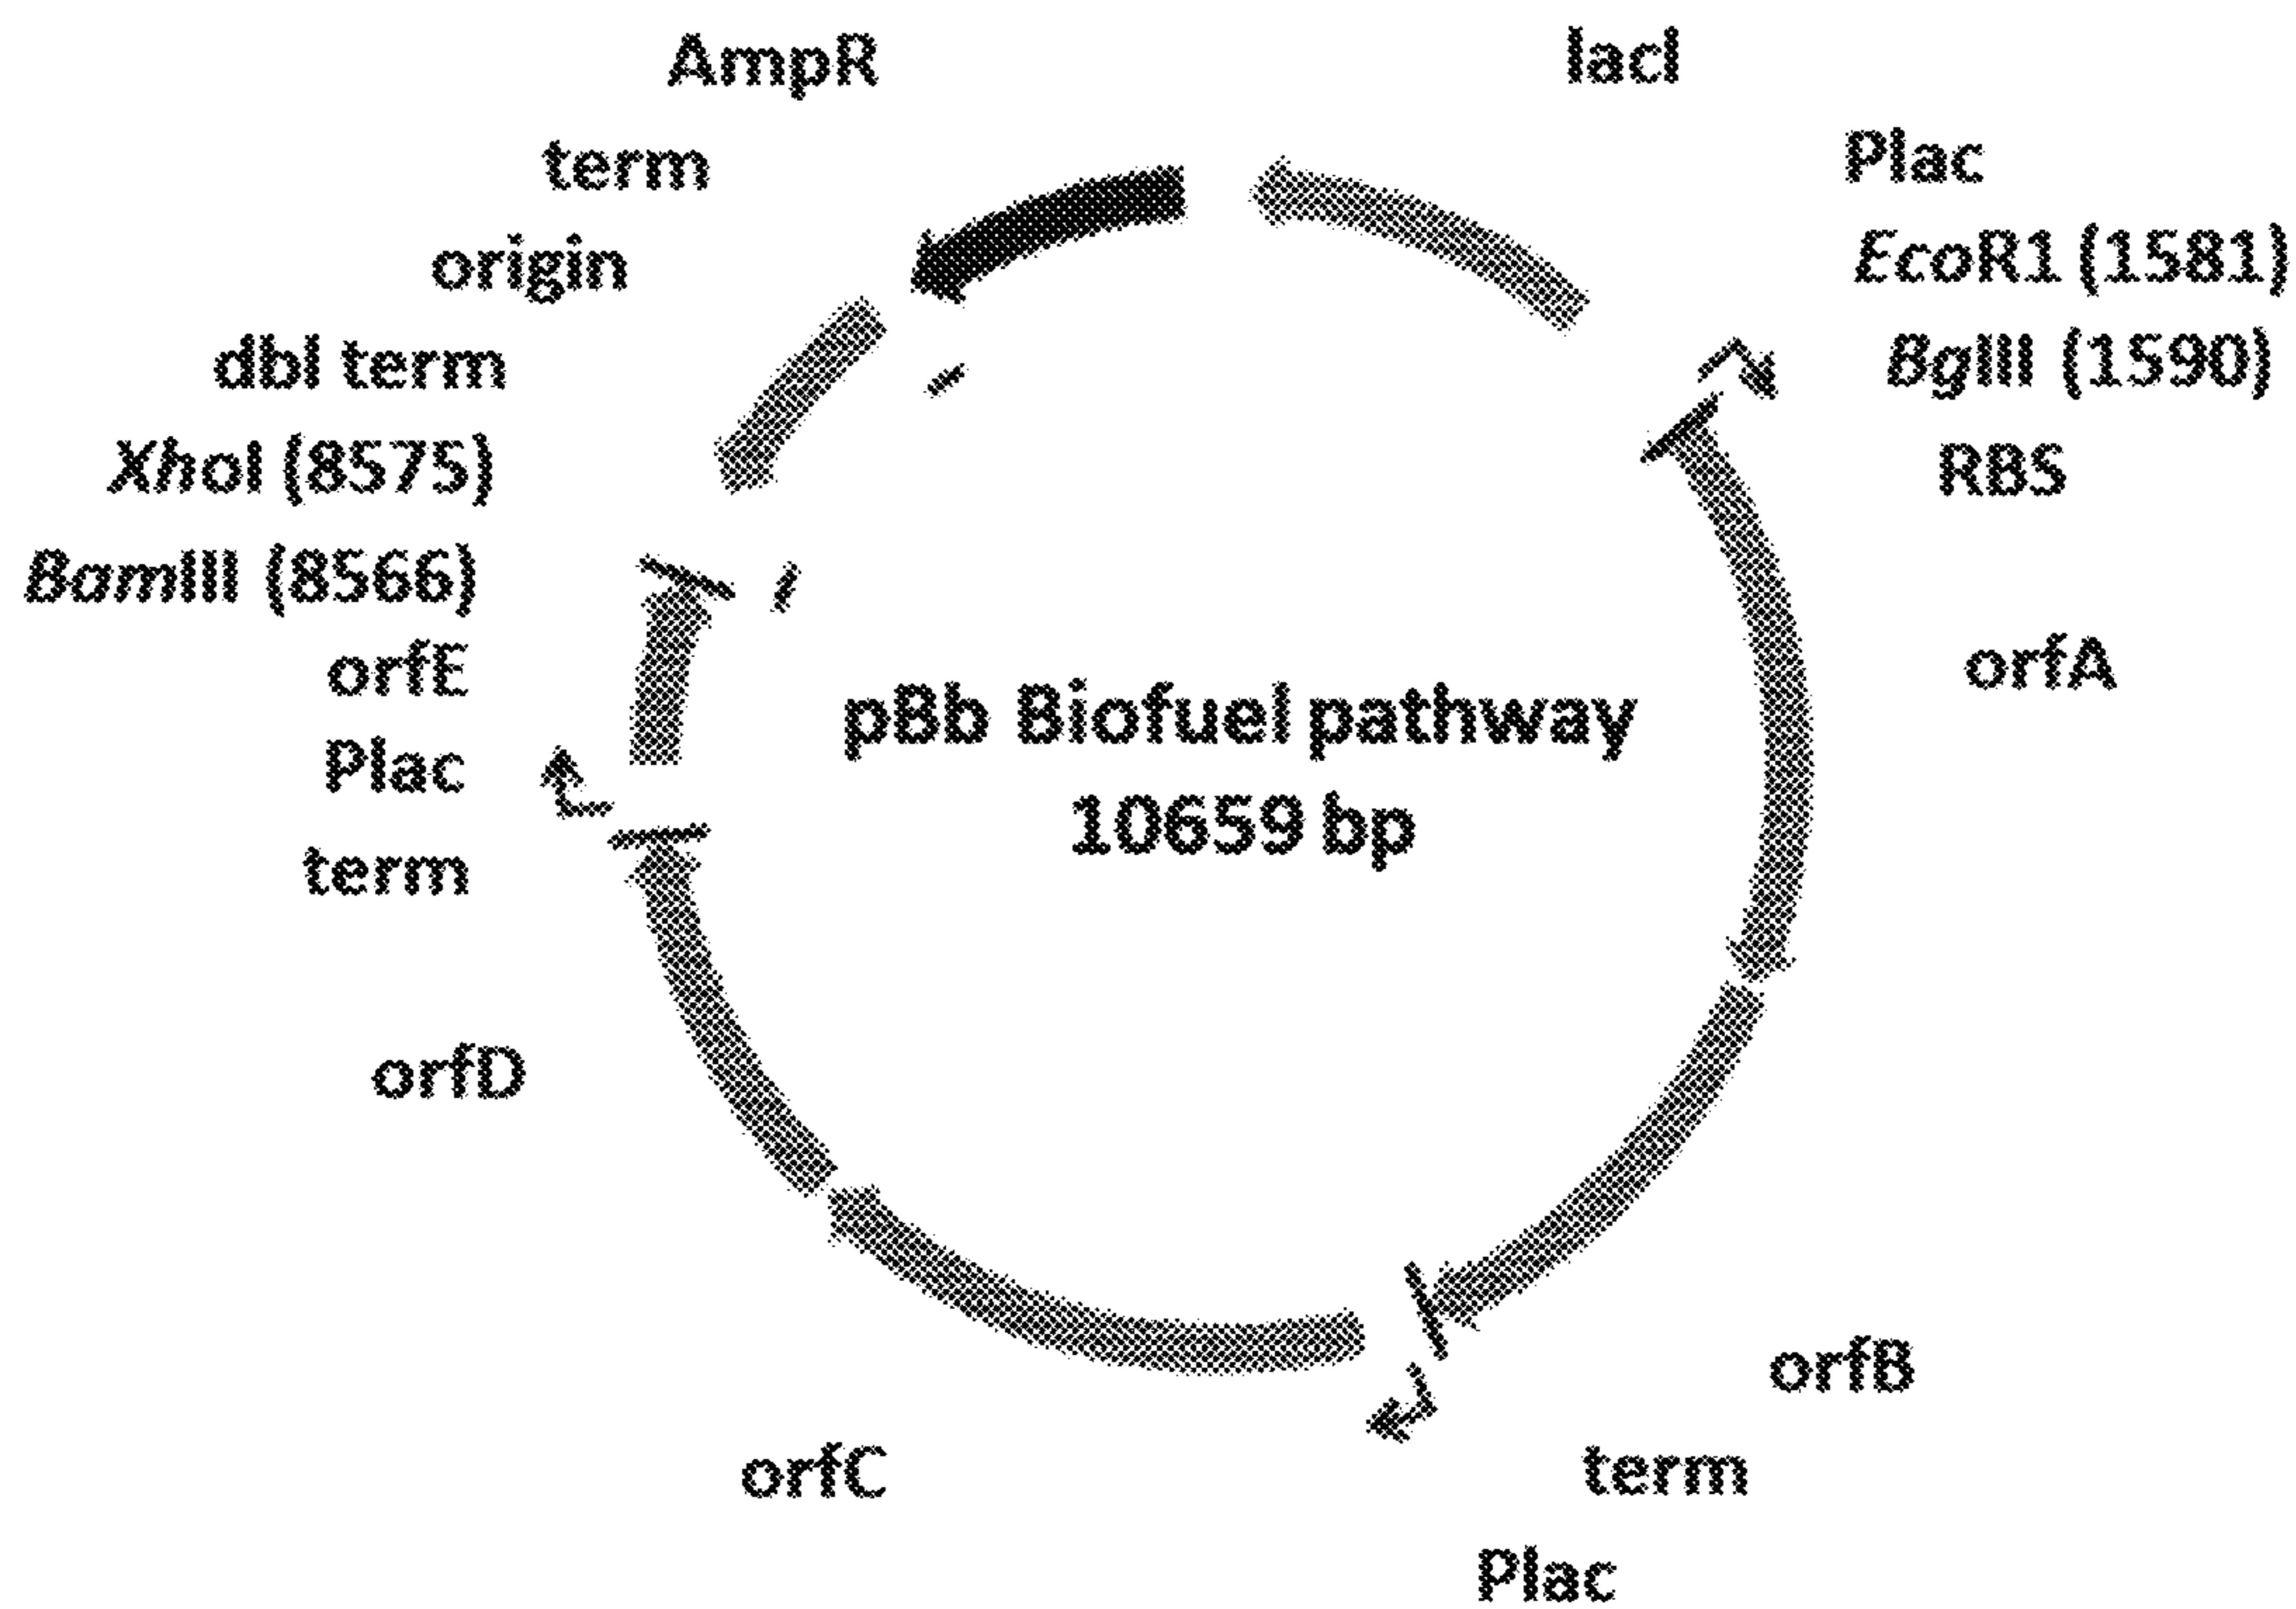 AmpR
lacI
term
Plac
origin
EcoR1 (1581)
dbl term
BglII (1590)
XhoI (8575)
RBS
BamIII (8566)
orfE
orfA
pBb Biofuel pathway
Plac
10659 bp
term
orfD
orfB
orfC
term
Plac